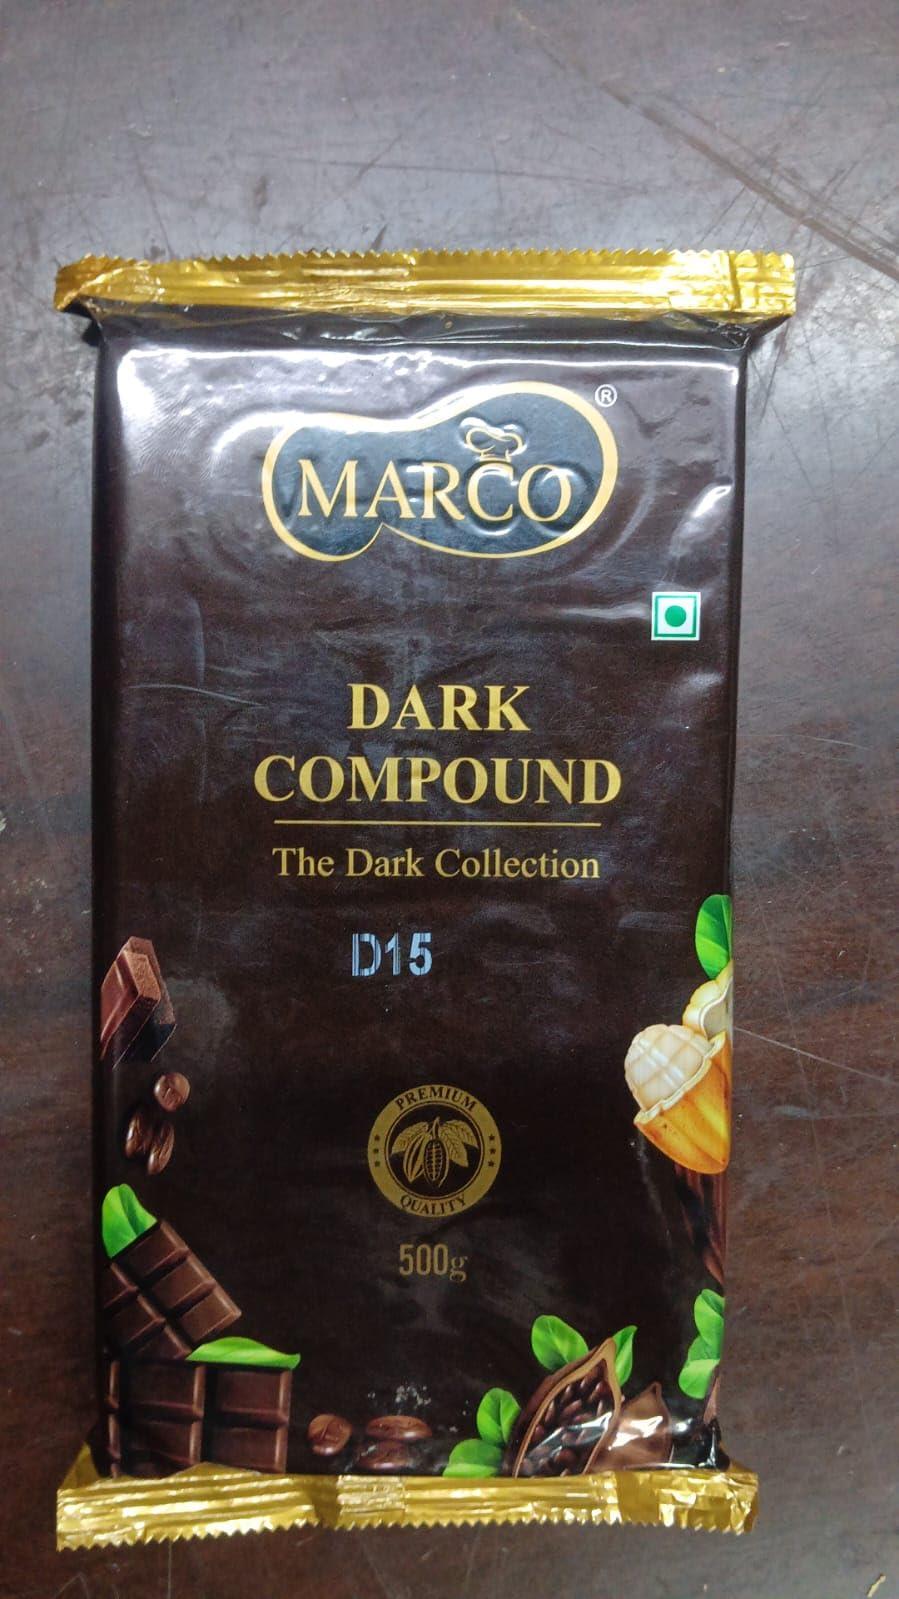 MARCO ®
DARK
COMPOUND
The Dark Collection
D15
PREMIUM
QUALITY
500g